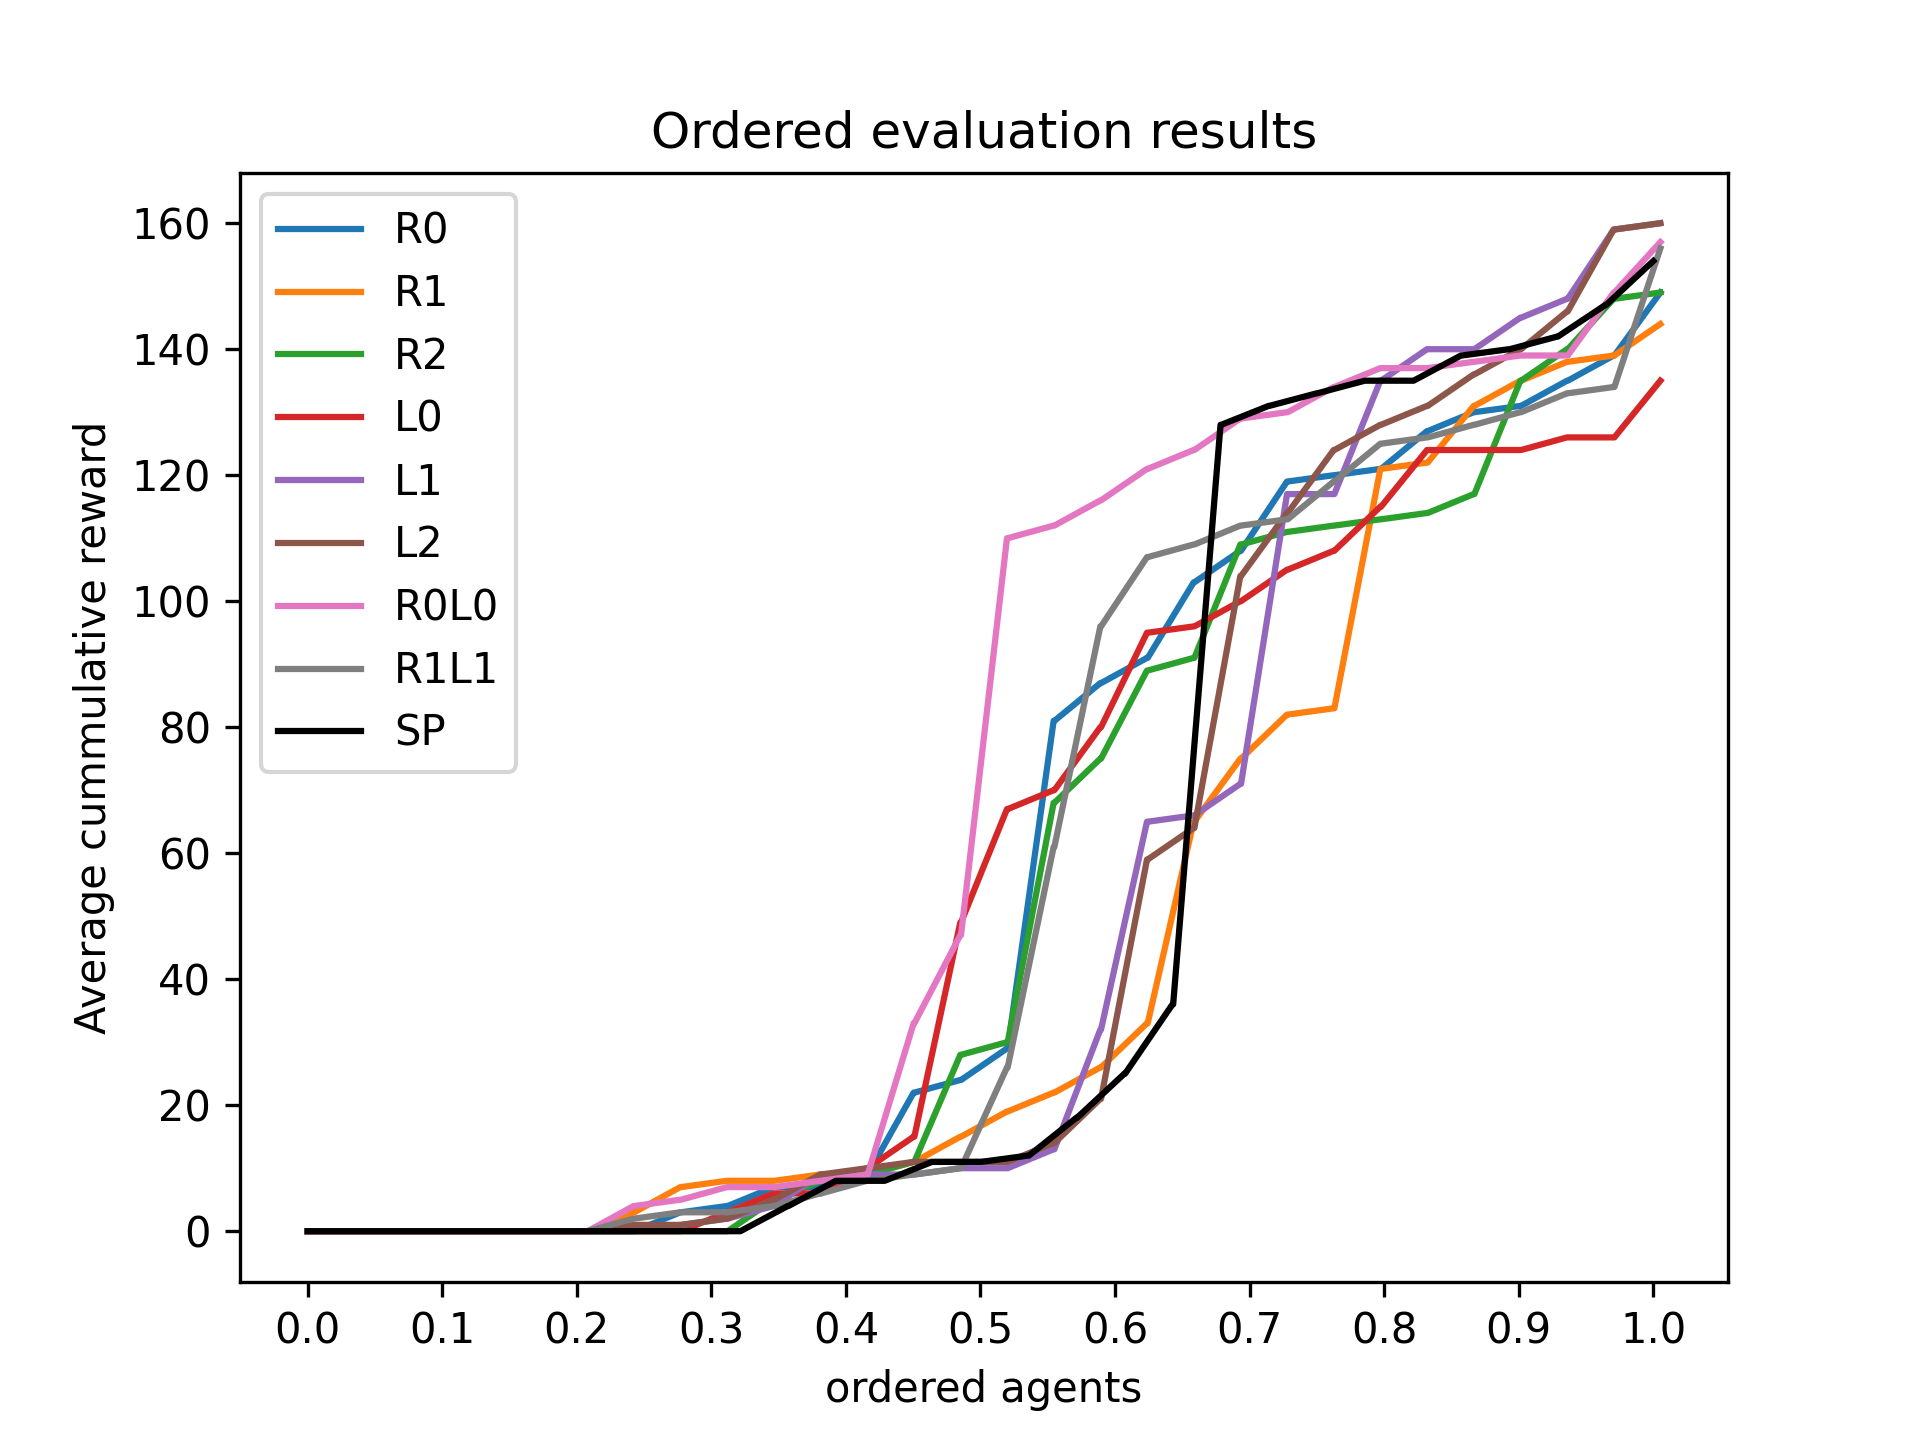 Ordered evaluation results
Average cummulative reward
160
140
120
100
80
60
40
20
0
R0
R1
R2
L0
L1
L2
R0L0
R1L1
SP
0.0 0.1 0.2 0.3 0.4 0.5 0.6 0.7 0.8 0.9 1.0
ordered agents